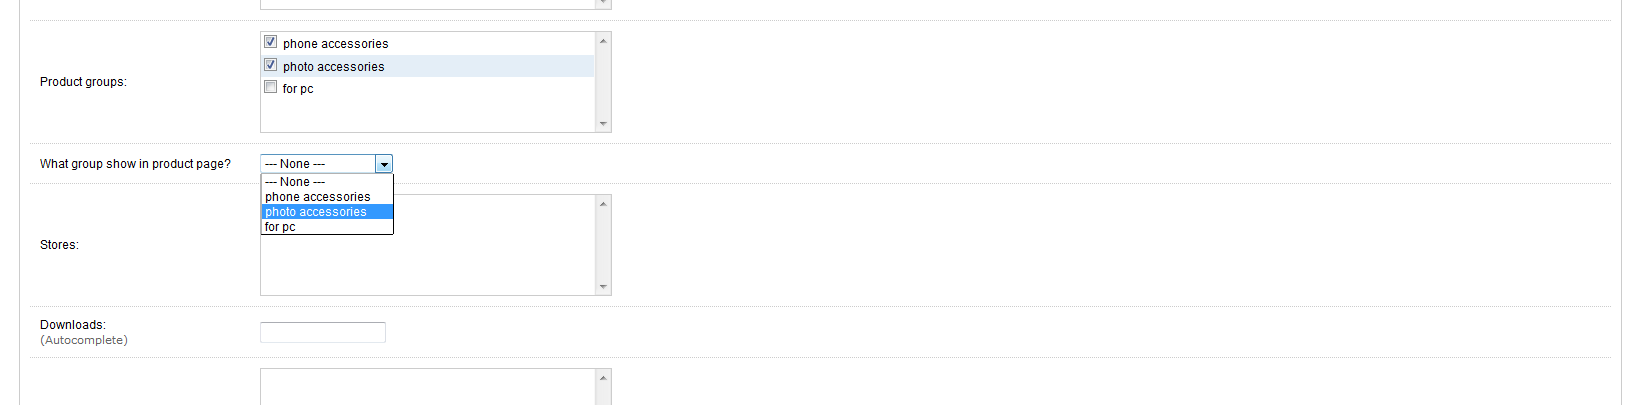 phone accessories
Product groups:
photo accessories
for pc
What group show in product page?
--- None ---
--- None ---
phone accessories
photo accessories
for pc
Stores:
Downloads:
(Autocomplete)